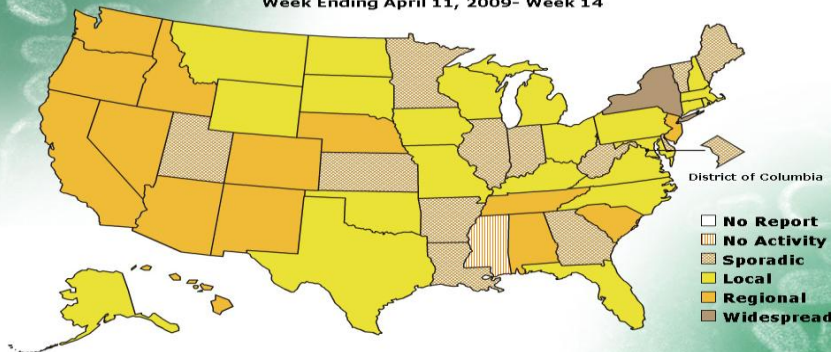 Week Ending April 11, 2009- Week 14
District of Columbia
No Report
No Activity
Sporadic
Local
Regional
Widespread